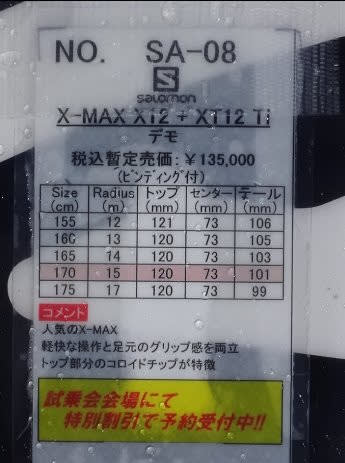 NO. SA-08
S
salomon
X-MAX X12 + XT12 Ti
デモ
税込暫定売価:¥135,000
(ビンディング付)
Size (cm) Radius (m) トップ (mm) センター (mm) テール (mm)
155 12 121 73 106
160 13 120 73 105
165 14 120 73 103
170 15 120 73 101
175 17 120 73 99
コメント
人気のX-MAX
軽快な操作と足元のグリップ感を両立
トップ部分のコロイドチップが特徴
試乗会会場にて
特別割引で予約受付中!!